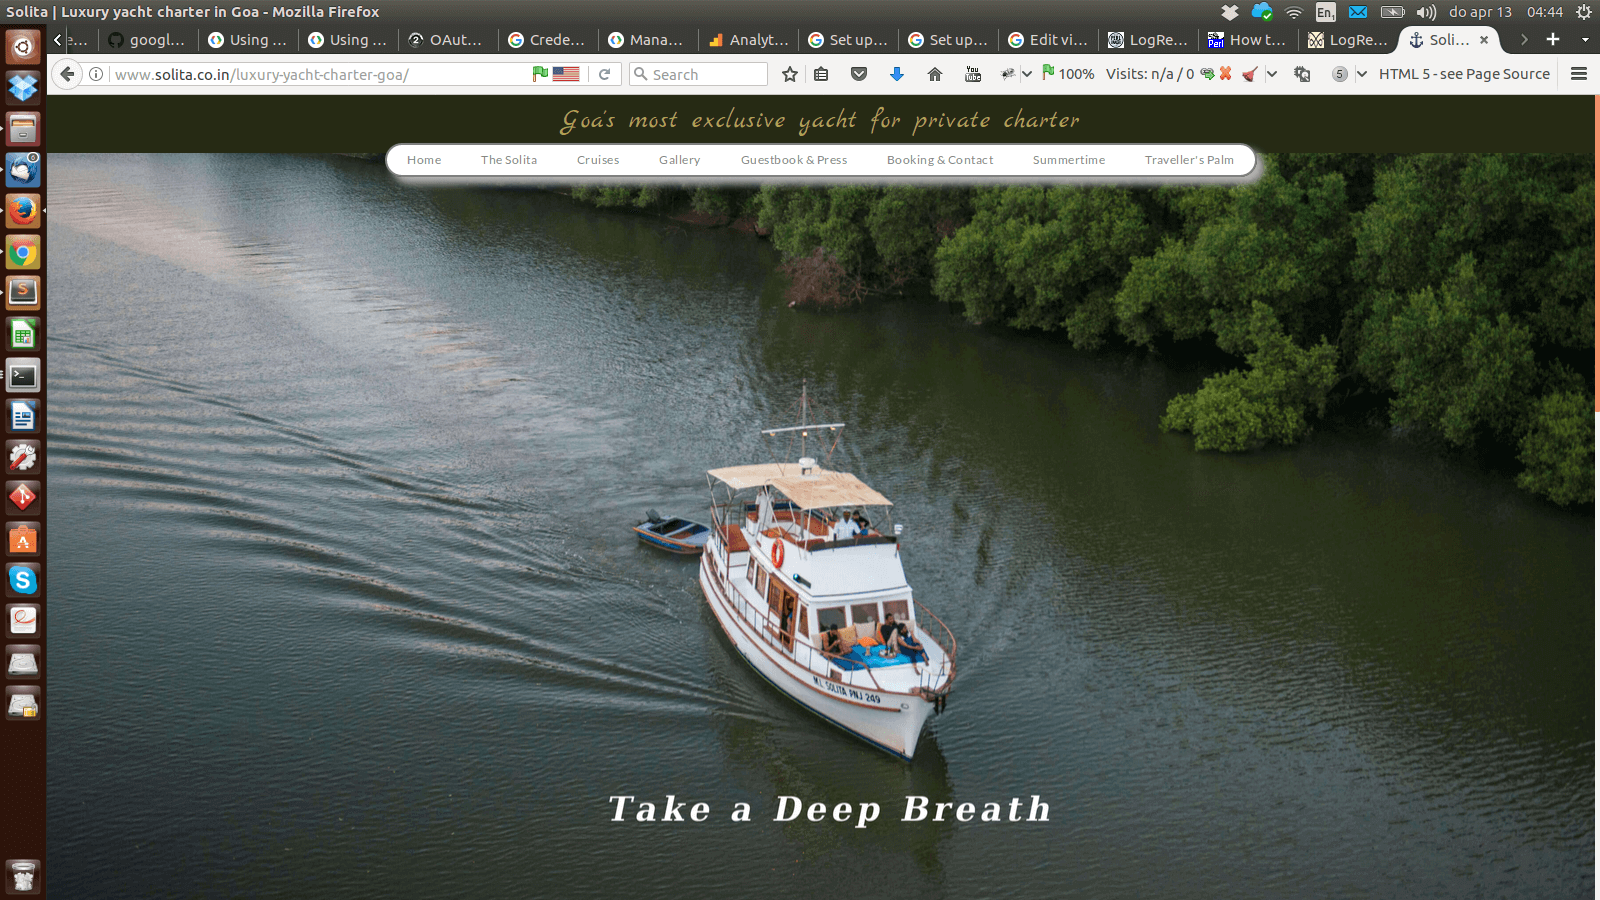 Solita | Luxury yacht charter in Goa - Mozilla Firefox
En1
do apr 13 04:44
e...
googl...
Using ...
Using ...
OAut...
Crede...
Mana...
Analyt...
Set up...
Set up...
Edit vi...
LogRe...
How t...
LogRe...
Soli...
www.solita.co.in/luxury-yacht-charter-goa/
Search
You Tube
100%
Visits: n/a / 0
5
HTML 5 - see Page Source
Goa's most exclusive yacht for private charter
Home
The Solita
Cruises
Gallery
Guestbook & Press
Booking & Contact
Summertime
Traveller's Palm
M.L SOLITA PNJ 249
Take a Deep Breath